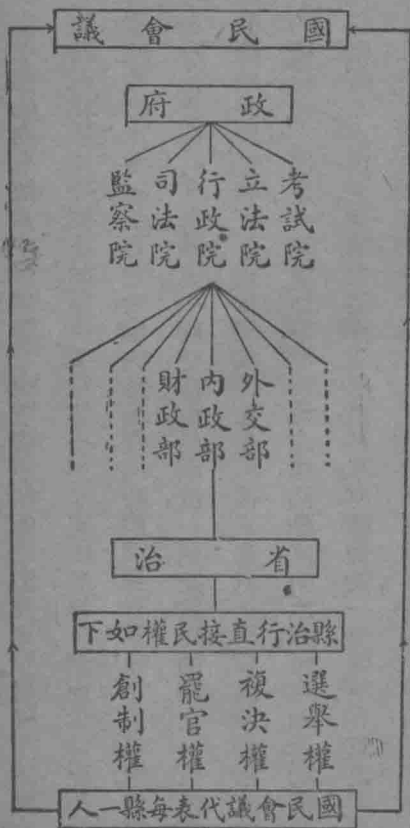 國民會議
政府
考試院
立法院
行政院
司法院
監察院
外交部
內政部
財政部
省治
縣治行直接民權如下
選舉權
複決權
罷官權
創制權
國民會議代表每縣一人